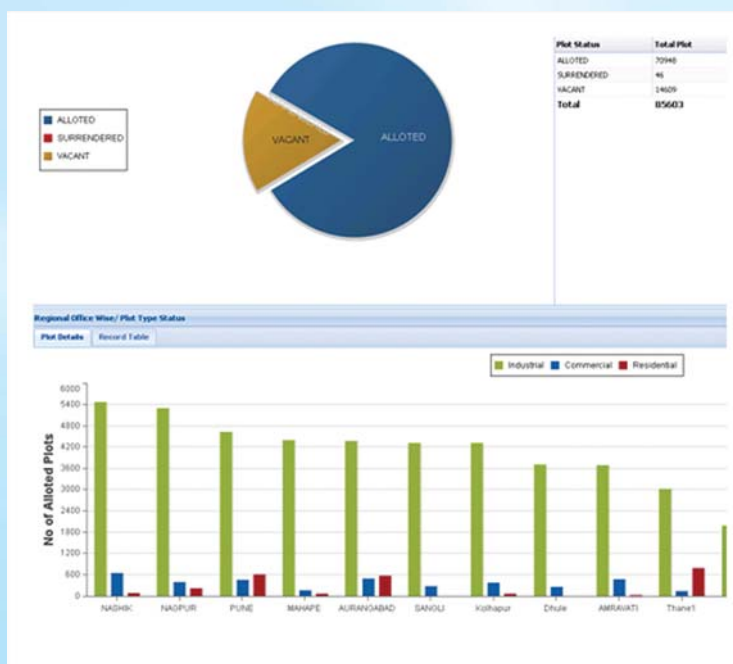 Plot Status Total Plot
ALLOTED 70948
SURRENDERED 46
VACANT 14609
Total 85603
ALLOTED
SURRENDERED
VACANT
VACANT
ALLOTED
Regional Office Wise/ Plot Type Status
Plot Details Record Table
Industrial Commercial Residential
No of Alloted Plots
6000
5400
4800
4200
3600
3000
2400
1800
1200
600
0
NASHIK NAGPUR PUNE MAHAPE AURANGABAD SANGLI Kolhapur Dhule AMRAVATI Thane1